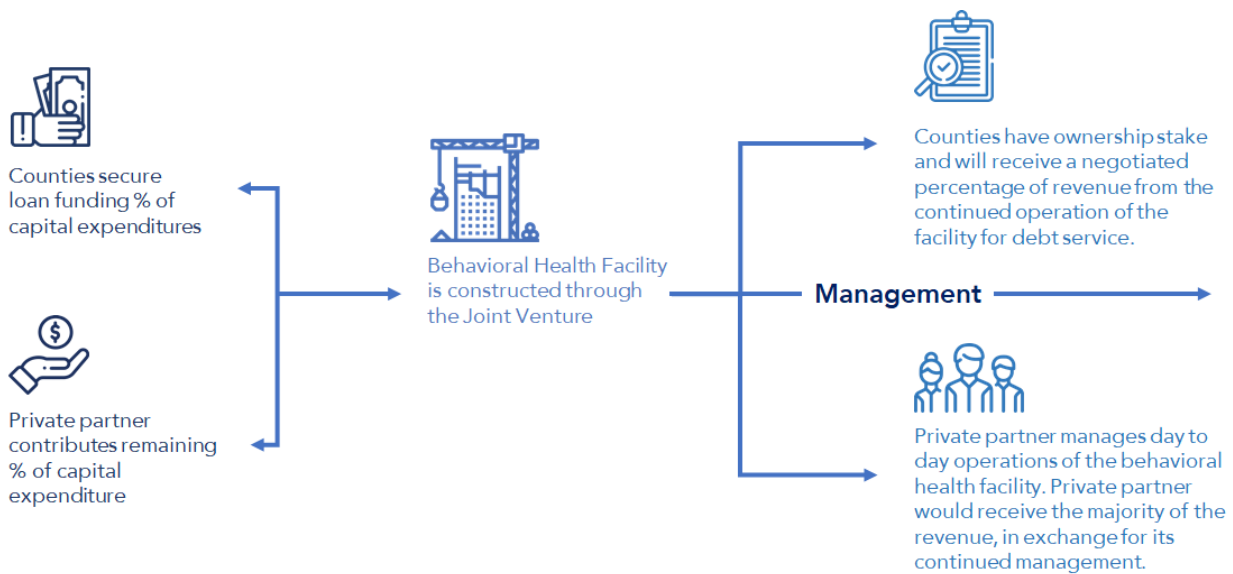 Counties secure
loan funding % of
capital expenditures
Private partner
contributes remaining
% of capital
expenditure
$
Behavioral Health Facility
is constructed through
the Joint Venture
Management
Counties have ownership stake
and will receive a negotiated
percentage of revenue from the
continued operation of the
facility for debt service.
Private partner manages day to
day operations of the behavioral
health facility. Private partner
would receive the majority of the
revenue, in exchange for its
continued management.